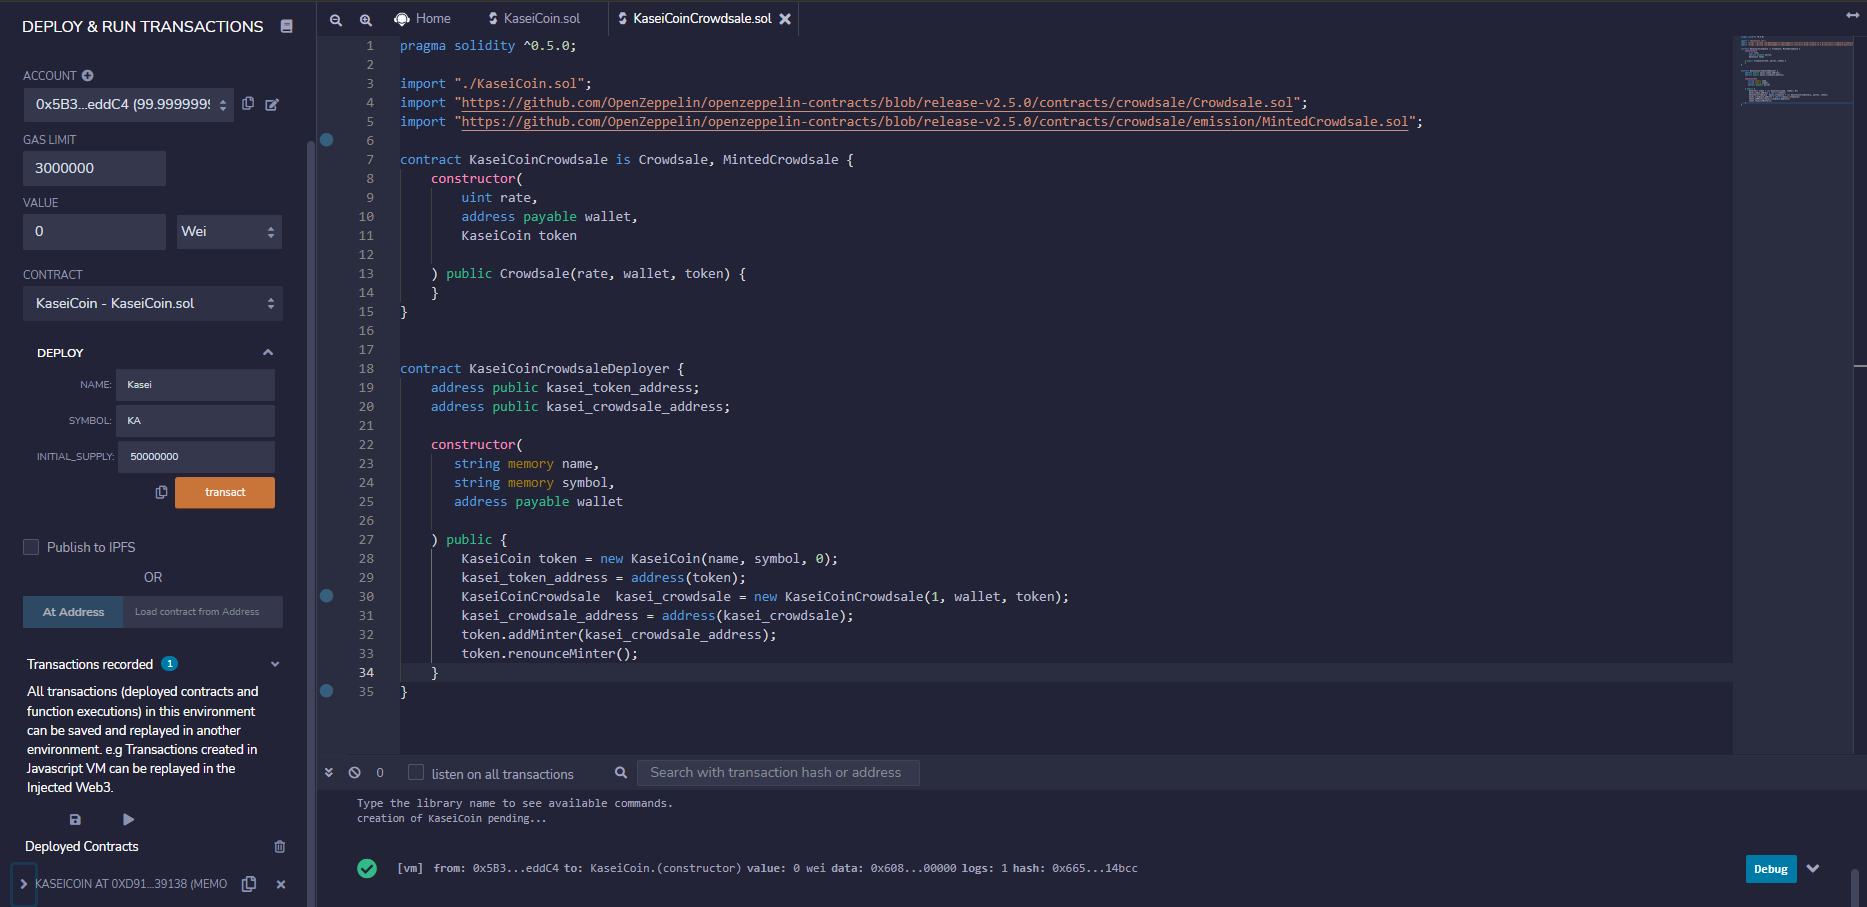 DEPLOY & RUN TRANSACTIONS
ACCOUNT
0x5B3...eddC4 (99.9999999
GAS LIMIT
3000000
VALUE
0 Wei
CONTRACT
KaseiCoin - KaseiCoin.sol
DEPLOY
NAME: Kasei
SYMBOL: KA
INITIAL_SUPPLY: 50000000
transact
Publish to IPFS
OR
At Address Load contract from Address
Transactions recorded 1
All transactions (deployed contracts and
function executions) in this environment
can be saved and replayed in another
environment. e.g Transactions created in
Javascript VM can be replayed in the
Injected Web3.
Deployed Contracts
KASEICOIN AT 0XD91...39138 (MEMO
Home KaseiCoin.sol KaseiCoinCrowdsale.sol
1 pragma solidity ^0.5.0;
2
3 import "./KaseiCoin.sol";
4 import "https://github.com/OpenZeppelin/openzeppelin-contracts/blob/release-v2.5.0/contracts/crowdsale/Crowdsale.sol";
5 import "https://github.com/OpenZeppelin/openzeppelin-contracts/blob/release-v2.5.0/contracts/crowdsale/emission/MintedCrowdsale.sol";
6
7 contract KaseiCoinCrowdsale is Crowdsale, MintedCrowdsale {
8 constructor(
9 uint rate,
10 address payable wallet,
11 KaseiCoin token
12
13 ) public Crowdsale(rate, wallet, token) {
14 }
15 }
16
17
18 contract KaseiCoinCrowdsaleDeployer {
19 address public kasei_token_address;
20 address public kasei_crowdsale_address;
21
22 constructor(
23 string memory name,
24 string memory symbol,
25 address payable wallet
26
27 ) public {
28 KaseiCoin token = new KaseiCoin(name, symbol, 0);
29 kasei_token_address = address(token);
30 KaseiCoinCrowdsale kasei_crowdsale = new KaseiCoinCrowdsale(1, wallet, token);
31 kasei_crowdsale_address = address(kasei_crowdsale);
32 token.addMinter(kasei_crowdsale_address);
33 token.renounceMinter();
34 }
35 }
0 listen on all transactions Search with transaction hash or address
Type the library name to see available commands.
creation of KaseiCoin pending...
[vm] from: 0x5B3...eddC4 to: KaseiCoin.(constructor) value: 0 wei data: 0x608...00000 logs: 1 hash: 0x665...14bcc Debug